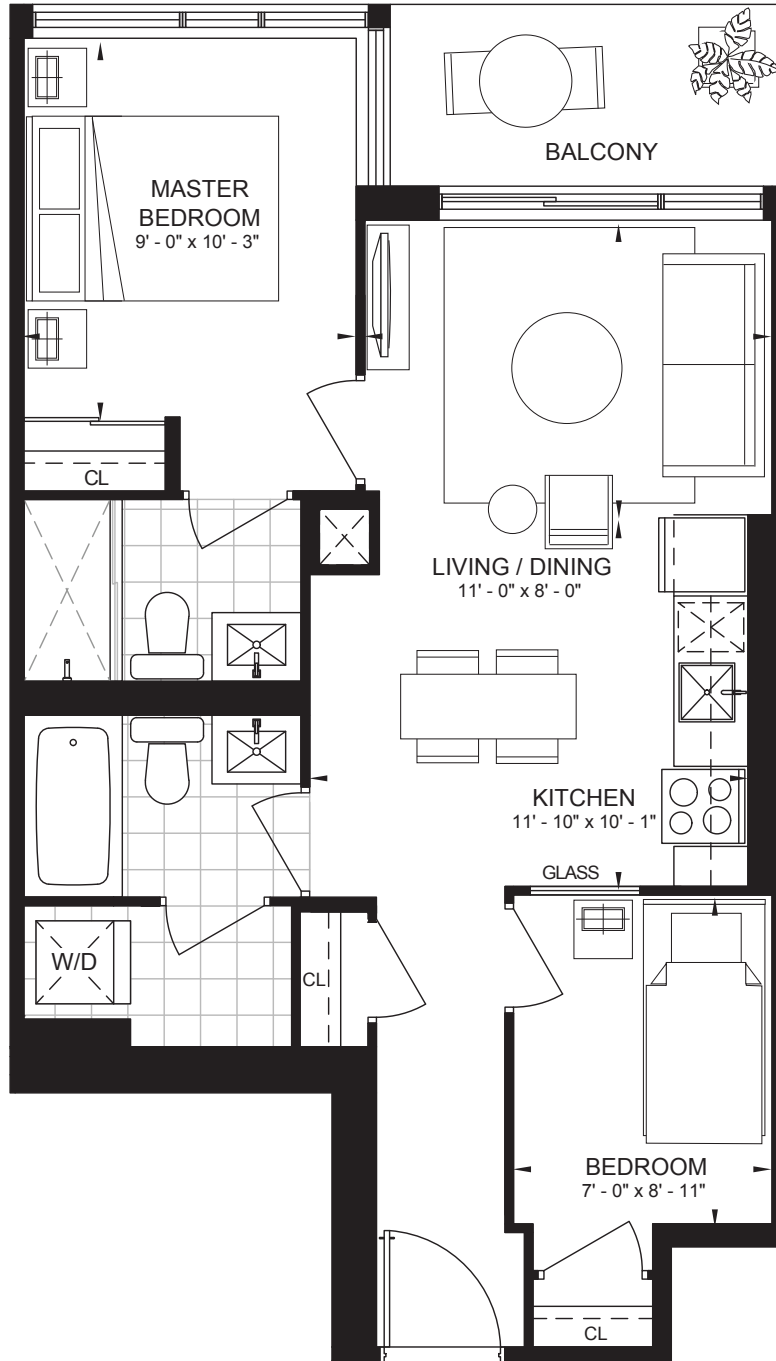 BALCONY
MASTER
BEDROOM
9' - 0" x 10' - 3"
CL
LIVING / DINING
11' - 0" x 8' - 0"
KITCHEN
11' - 10" x 10' - 1"
GLASS
W/D
CL
BEDROOM
7' - 0" x 8' - 11"
CL